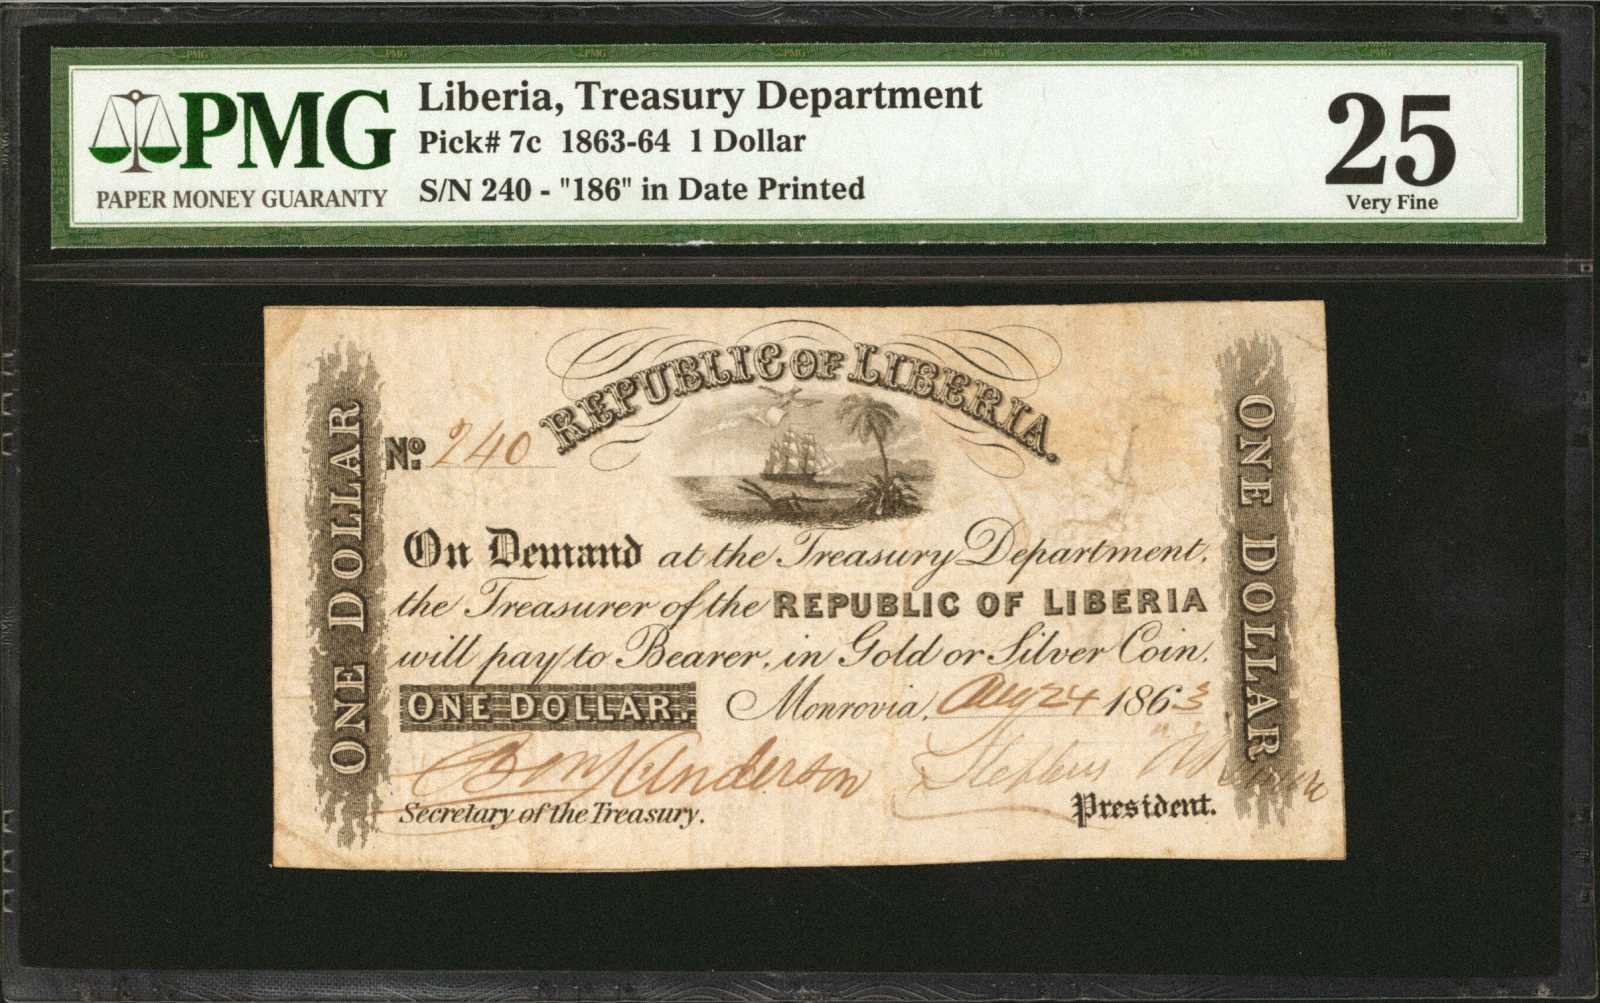 PMG
PAPER MONEY GUARANTY
Liberia, Treasury Department
Pick# 7c 1863-64 1 Dollar
S/N 240 - "186" in Date Printed
25
Very Fine
REPUBLIC OF LIBERIA.
No. 240
ONE DOLLAR
ONE DOLLAR
On Demand at the Treasury Department,
the Treasurer of the REPUBLIC OF LIBERIA
will pay to Bearer, in Gold or Silver Coin,
ONE DOLLAR. Monrovia, Aug 24 1863
Benj Anderson
Secretary of the Treasury.
Stephen
President.